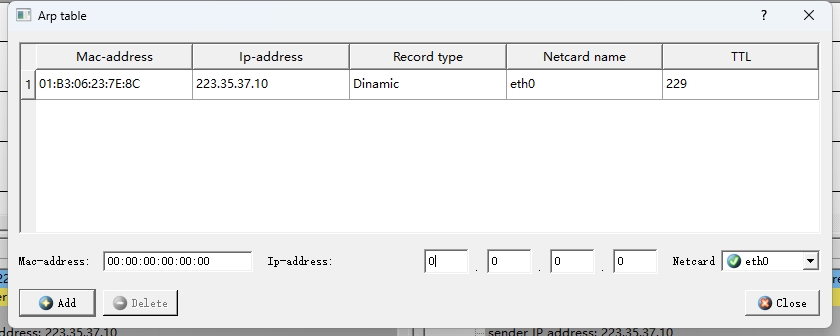 Arp table
?
Mac-address Ip-address Record type Netcard name TTL
1 01:B3:06:23:7E:8C 223.35.37.10 Dinamic eth0 229
Mac-address: 00:00:00:00:00:00 Ip-address: 0 . 0 . 0 . 0 Netcard eth0
Add Delete Close
address: 223.35.37.10 sender IP address: 223.35.37.10